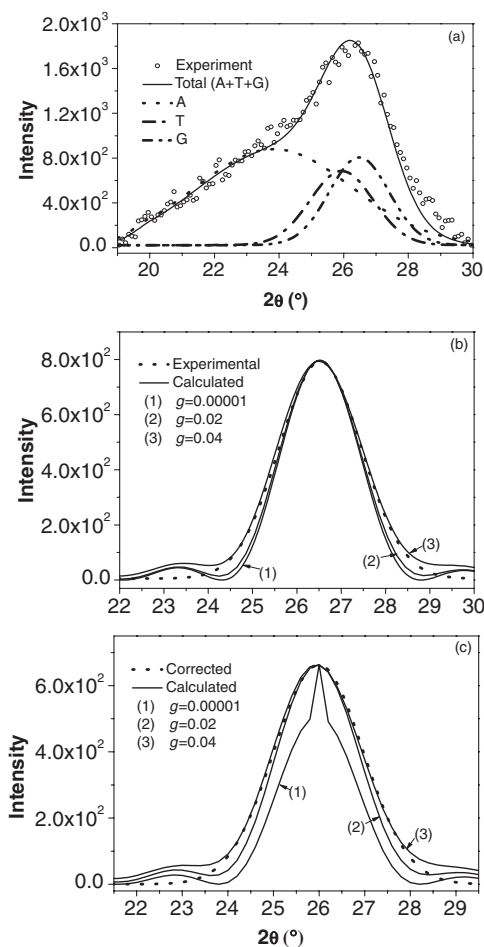 (a)
2.0x10³
1.6x10³
1.2x10³
8.0x10²
4.0x10²
0.0
Intensity
Experiment
Total (A+T+G)
A
T
G
20 22 24 26 28 30
2θ (°)
(b)
8.0x10²
6.0x10²
4.0x10²
2.0x10²
0.0
Intensity
Experimental
Calculated
(1) g=0.00001
(2) g=0.02
(3) g=0.04
(1)
(2)
(3)
22 23 24 25 26 27 28 29 30
2θ (°)
(c)
6.0x10²
4.0x10²
2.0x10²
0.0
Intensity
Corrected
Calculated
(1) g=0.00001
(2) g=0.02
(3) g=0.04
(1)
(2)
(3)
22 23 24 25 26 27 28 29
2θ (°)